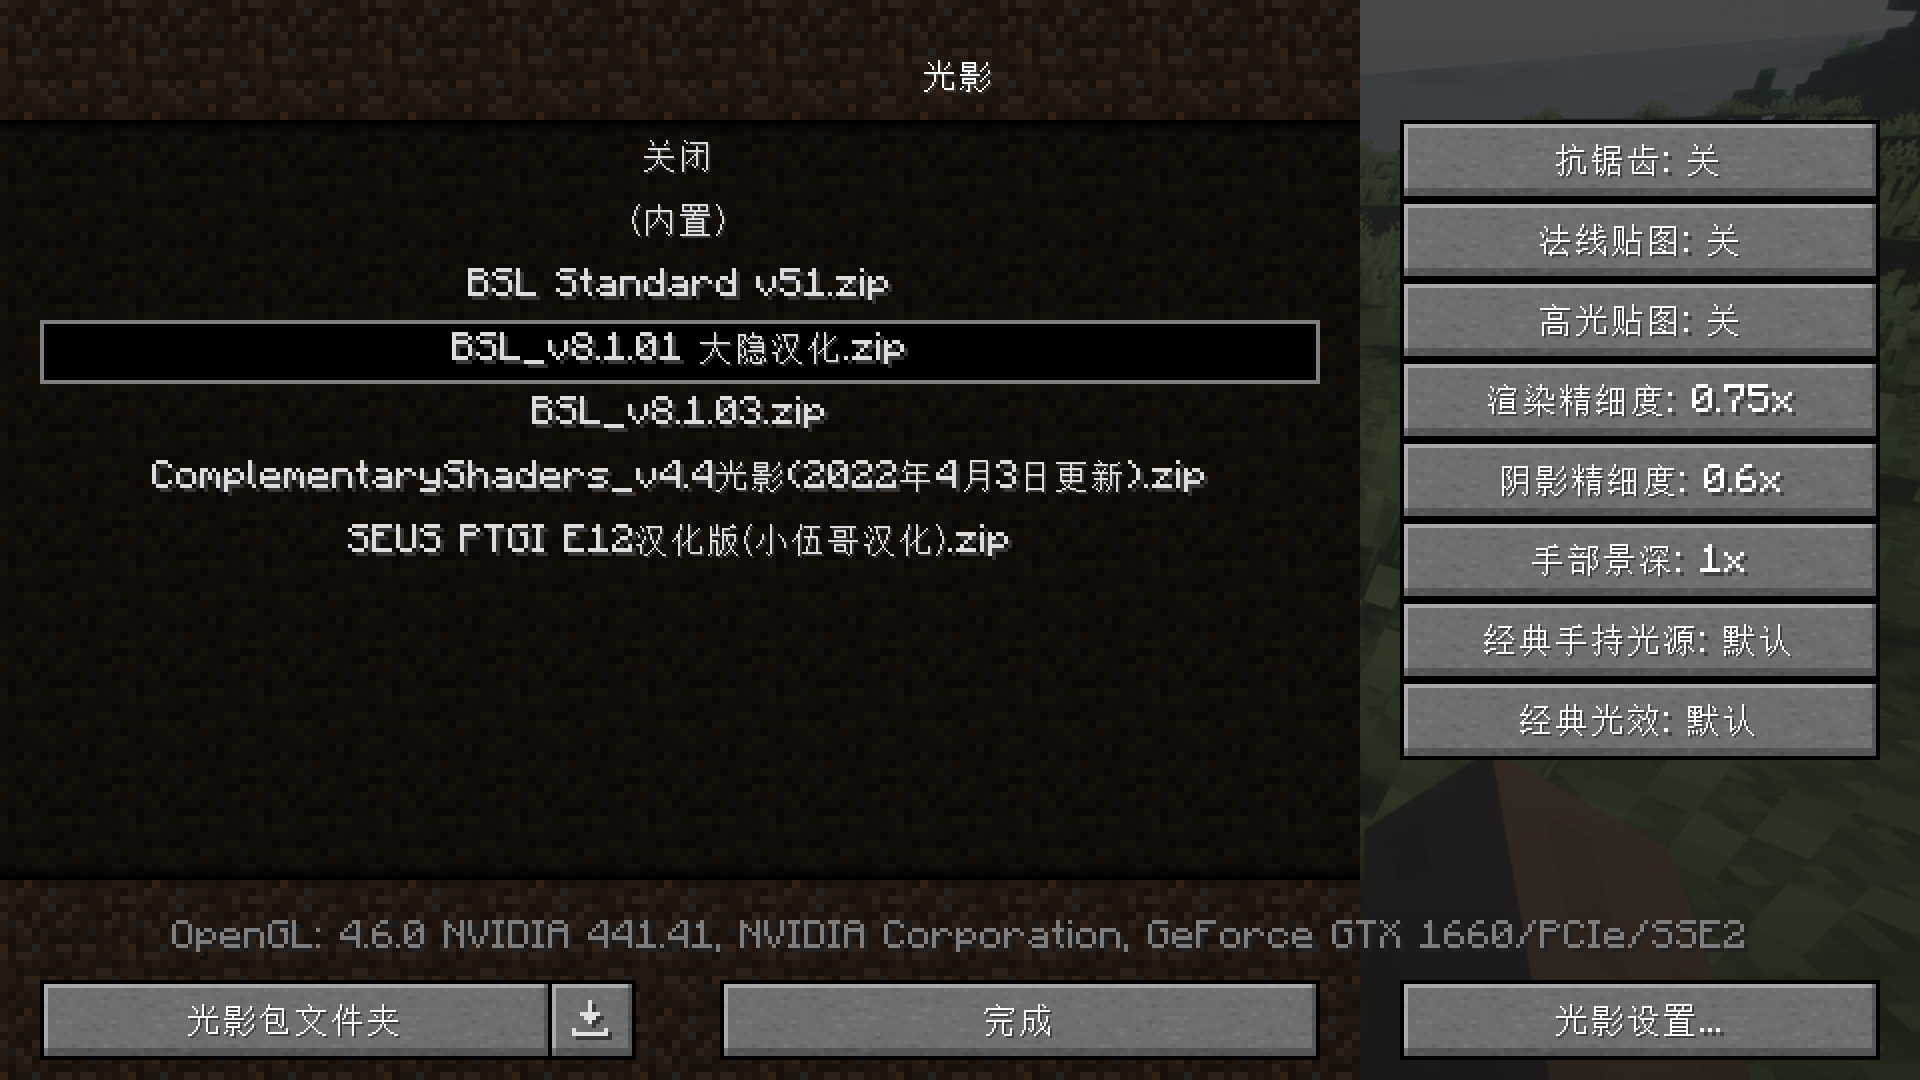 光影
关闭
(内置)
BSL Standard v51.zip
BSL_v8.1.01 大隐汉化.zip
BSL_v8.1.03.zip
ComplementaryShaders_v4.4光影(2022年4月3日更新).zip
SEUS PTGI E12汉化版(小伍哥汉化).zip
抗锯齿: 关
法线贴图: 关
高光贴图: 关
渲染精细度: 0.75x
阴影精细度: 0.6x
手部景深: 1x
经典手持光源: 默认
经典光效: 默认
OpenGL: 4.6.0 NVIDIA 441.41, NVIDIA Corporation, GeForce GTX 1660/PCIe/SSE2
光影包文件夹
完成
光影设置...